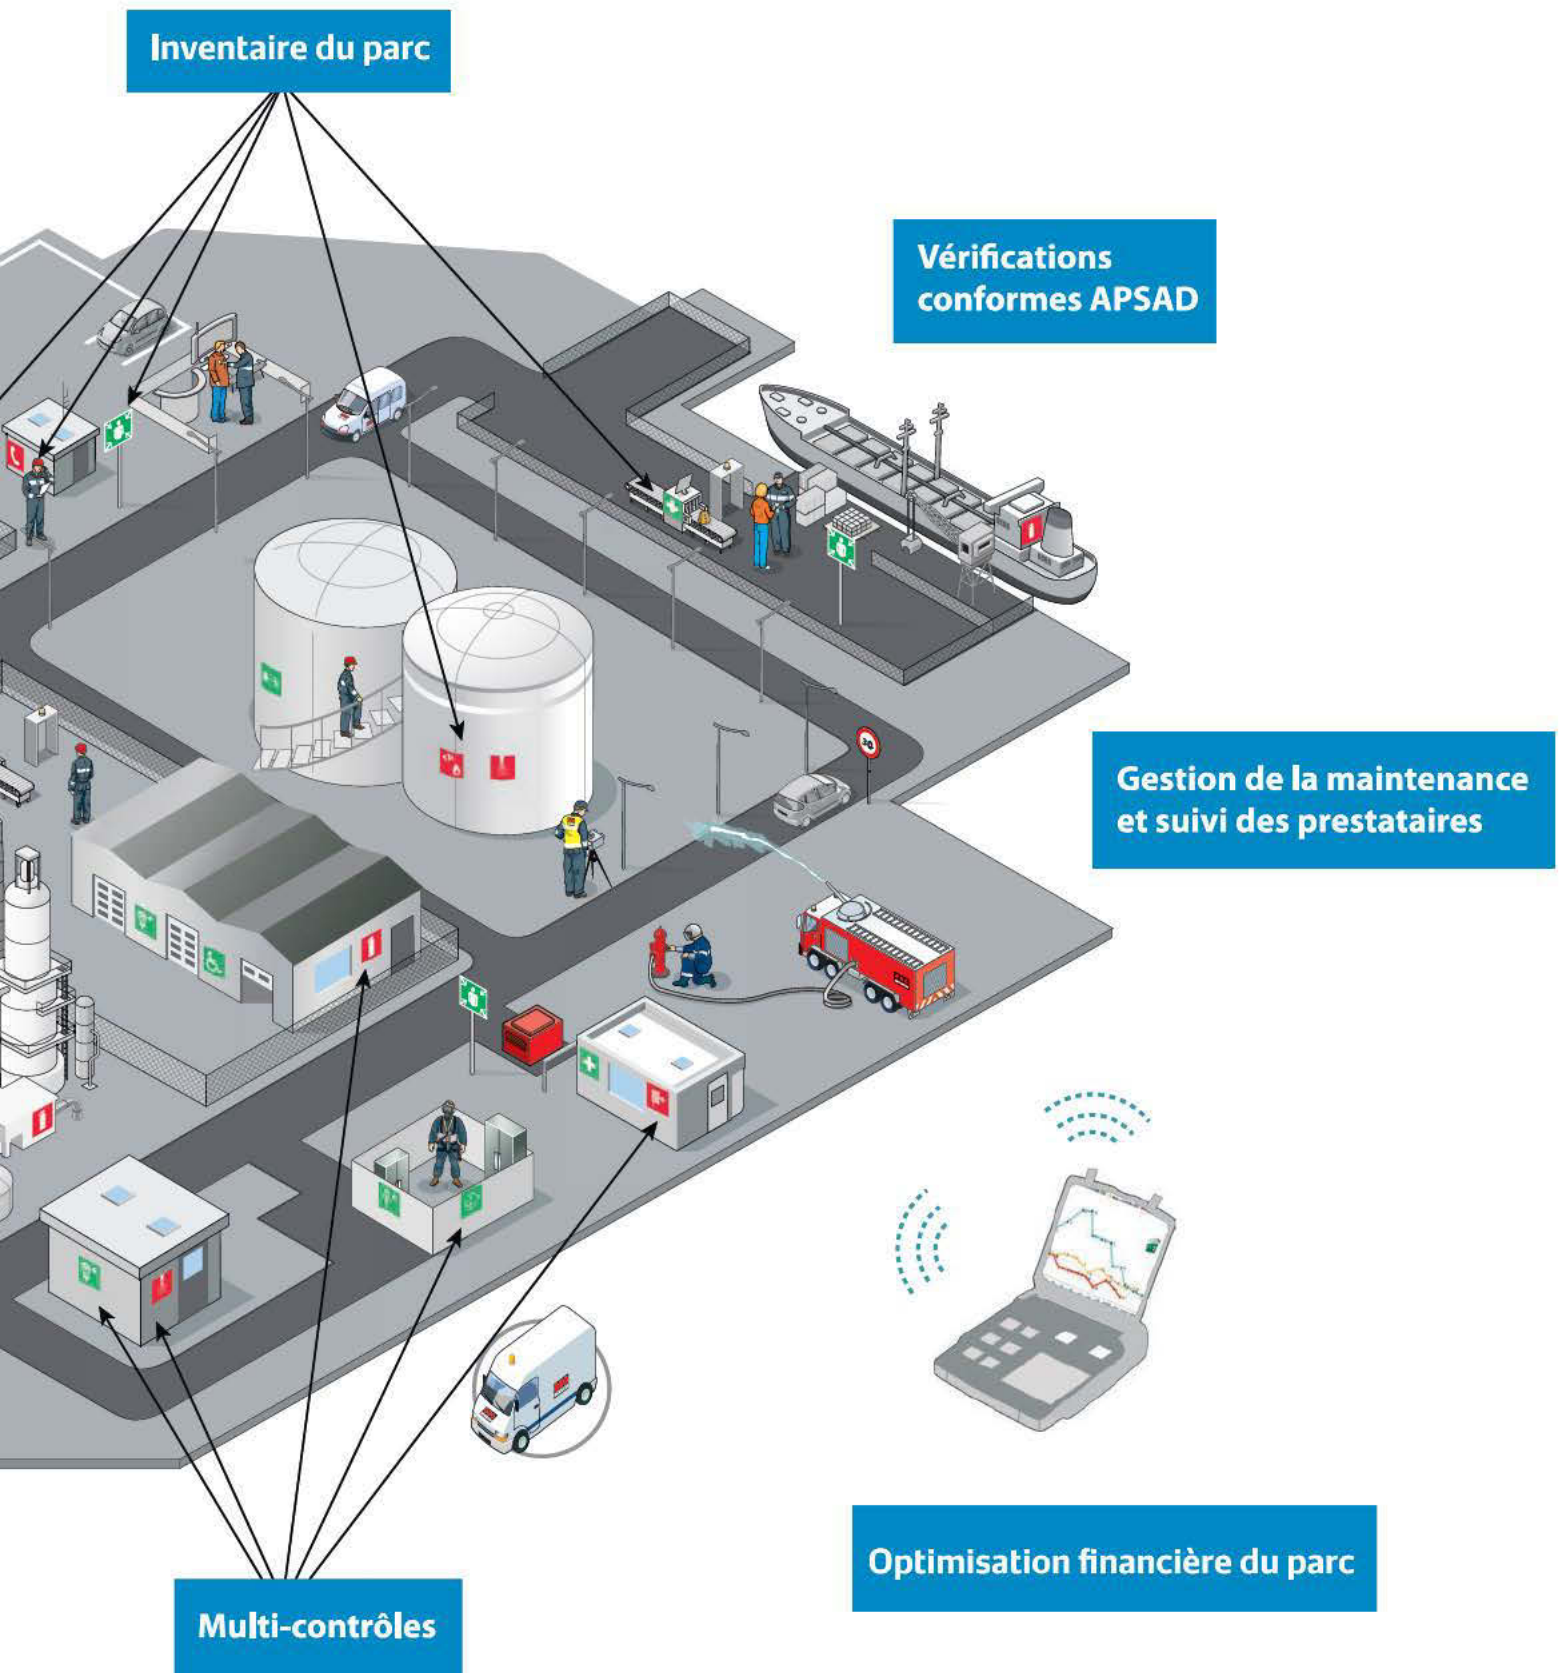 Inventaire du parc
Vérifications
conformes APSAD
30
Gestion de la maintenance
et suivi des prestataires
Optimisation financière du parc
Multi-contrôles